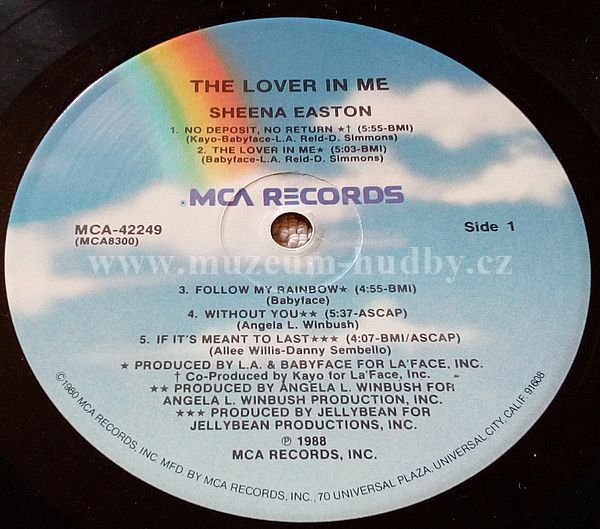 THE LOVER IN ME
SHEENA EASTON
1. NO DEPOSIT, NO RETURN ★† (5:55-BMI)
(Kayo-Babyface-L.A. Reid-D. Simmons)
2. THE LOVER IN ME★ (5:03-BMI)
(Babyface-L.A. Reid-D. Simmons)
®MCA RECORDS
MCA-42249
(MCA8300)
Side 1
www.muzeum-hudby.cz
3. FOLLOW MY RAINBOW★ (4:55-BMI)
(Babyface)
4. WITHOUT YOU★★ (5:37-ASCAP)
(Angela L. Winbush)
5. IF IT'S MEANT TO LAST★★★ (4:07-BMI/ASCAP)
(Allee Willis-Danny Sembello)
★ PRODUCED BY L.A. & BABYFACE FOR LA'FACE, INC.
† Co-Produced by Kayo for La'Face, Inc.
★★ PRODUCED BY ANGELA L. WINBUSH FOR
ANGELA L. WINBUSH PRODUCTION, INC.
★★★ PRODUCED BY JELLYBEAN FOR
JELLYBEAN PRODUCTIONS, INC.
℗ 1988
MCA RECORDS, INC.
©1980 MCA RECORDS, INC. MFD. BY MCA RECORDS, INC., 70 UNIVERSAL PLAZA, UNIVERSAL CITY, CALIF. 91608